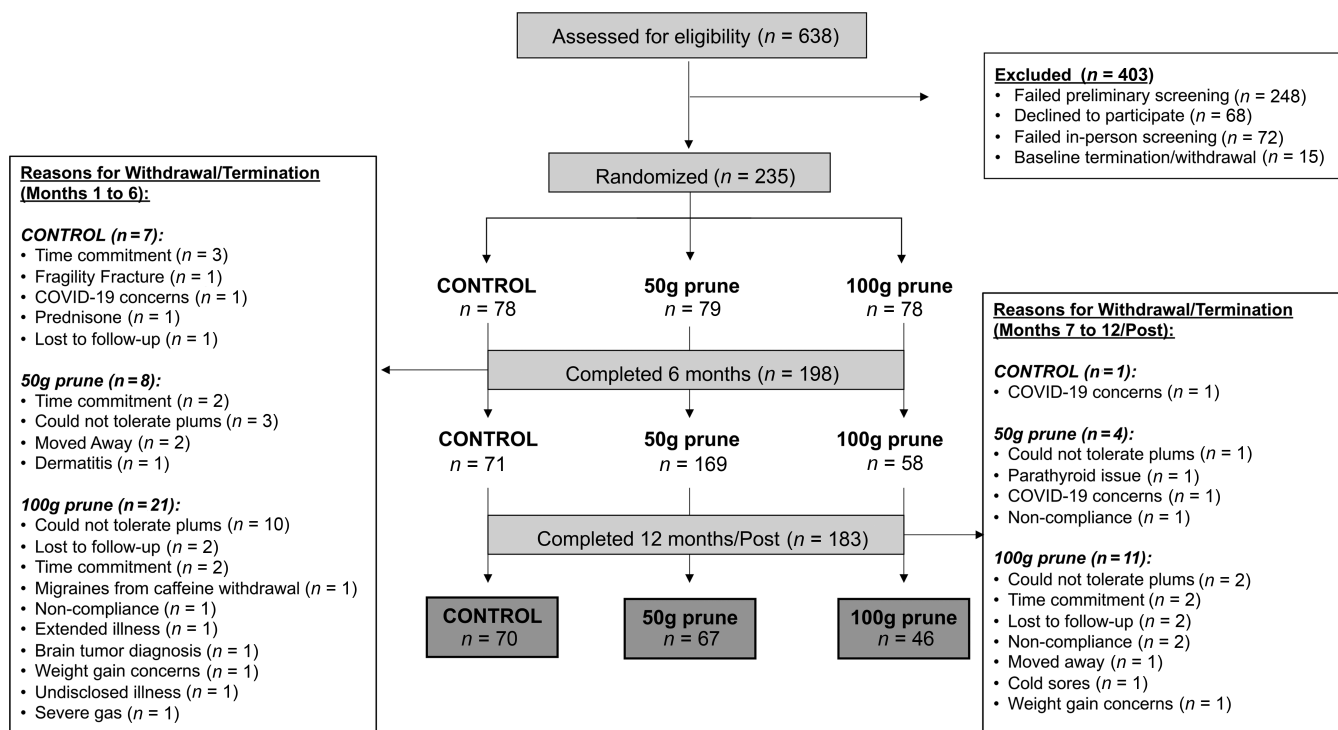 Assessed for eligibility (n = 638)
Excluded (n = 403)
• Failed preliminary screening (n = 248)
• Declined to participate (n = 68)
• Failed in-person screening (n = 72)
• Baseline termination/withdrawal (n = 15)
Randomized (n = 235)
CONTROL
n = 78
50g prune
n = 79
100g prune
n = 78
Reasons for Withdrawal/Termination
(Months 1 to 6):
CONTROL (n = 7):
• Time commitment (n = 3)
• Fragility Fracture (n = 1)
• COVID-19 concerns (n = 1)
• Prednisone (n = 1)
• Lost to follow-up (n = 1)
50g prune (n = 8):
• Time commitment (n = 2)
• Could not tolerate plums (n = 3)
• Moved Away (n = 2)
• Dermatitis (n = 1)
100g prune (n = 21):
• Could not tolerate plums (n = 10)
• Lost to follow-up (n = 2)
• Time commitment (n = 2)
• Migraines from caffeine withdrawal (n = 1)
• Non-compliance (n = 1)
• Extended illness (n = 1)
• Brain tumor diagnosis (n = 1)
• Weight gain concerns (n = 1)
• Undisclosed illness (n = 1)
• Severe gas (n = 1)
Completed 6 months (n = 198)
CONTROL
n = 71
50g prune
n = 169
100g prune
n = 58
Reasons for Withdrawal/Termination
(Months 7 to 12/Post):
CONTROL (n = 1):
• COVID-19 concerns (n = 1)
50g prune (n = 4):
• Could not tolerate plums (n = 1)
• Parathyroid issue (n = 1)
• COVID-19 concerns (n = 1)
• Non-compliance (n = 1)
100g prune (n = 11):
• Could not tolerate plums (n = 2)
• Time commitment (n = 2)
• Lost to follow-up (n = 2)
• Non-compliance (n = 2)
• Moved away (n = 1)
• Cold sores (n = 1)
• Weight gain concerns (n = 1)
Completed 12 months/Post (n = 183)
CONTROL
n = 70
50g prune
n = 67
100g prune
n = 46